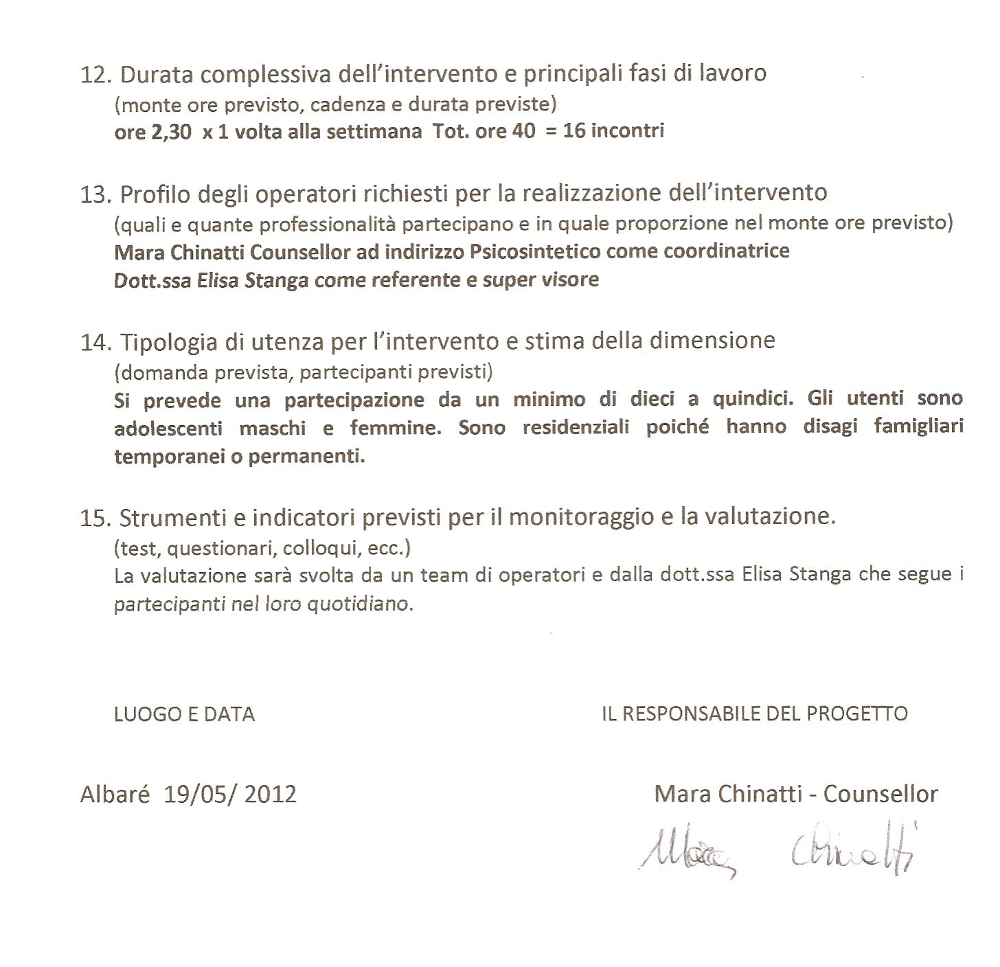 12. Durata complessiva dell'intervento e principali fasi di lavoro
(monte ore previsto, cadenza e durata previste)
ore 2,30 x 1 volta alla settimana Tot. ore 40 = 16 incontri
13. Profilo degli operatori richiesti per la realizzazione dell'intervento
(quali e quante professionalità partecipano e in quale proporzione nel monte ore previsto)
Mara Chinatti Counsellor ad indirizzo Psicosintetico come coordinatrice
Dott.ssa Elisa Stanga come referente e super visore
14. Tipologia di utenza per l'intervento e stima della dimensione
(domanda prevista, partecipanti previsti)
Si prevede una partecipazione da un minimo di dieci a quindici. Gli utenti sono
adolescenti maschi e femmine. Sono residenziali poiché hanno disagi famigliari
temporanei o permanenti.
15. Strumenti e indicatori previsti per il monitoraggio e la valutazione.
(test, questionari, colloqui, ecc.)
La valutazione sarà svolta da un team di operatori e dalla dott.ssa Elisa Stanga che segue i
partecipanti nel loro quotidiano.
LUOGO E DATA IL RESPONSABILE DEL PROGETTO
Albaré 19/05/ 2012 Mara Chinatti - Counsellor
Mara Chinatti